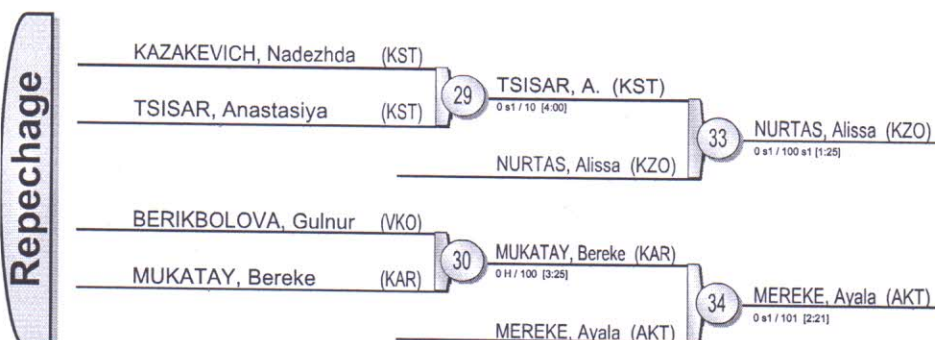 Repechage
KAZAKEVICH, Nadezhda (KST)
TSISAR, Anastasiya (KST)
29
TSISAR, A. (KST)
0 s1 / 10 [4:00]
NURTAS, Alissa (KZO)
33
NURTAS, Alissa (KZO)
0 s1 / 100 s1 [1:25]
BERIKBOLOVA, Gulnur (VKO)
MUKATAY, Bereke (KAR)
30
MUKATAY, Bereke (KAR)
0 H / 100 [3:25]
MEREKE, Ayala (AKT)
34
MEREKE, Ayala (AKT)
0 s1 / 101 [2:21]